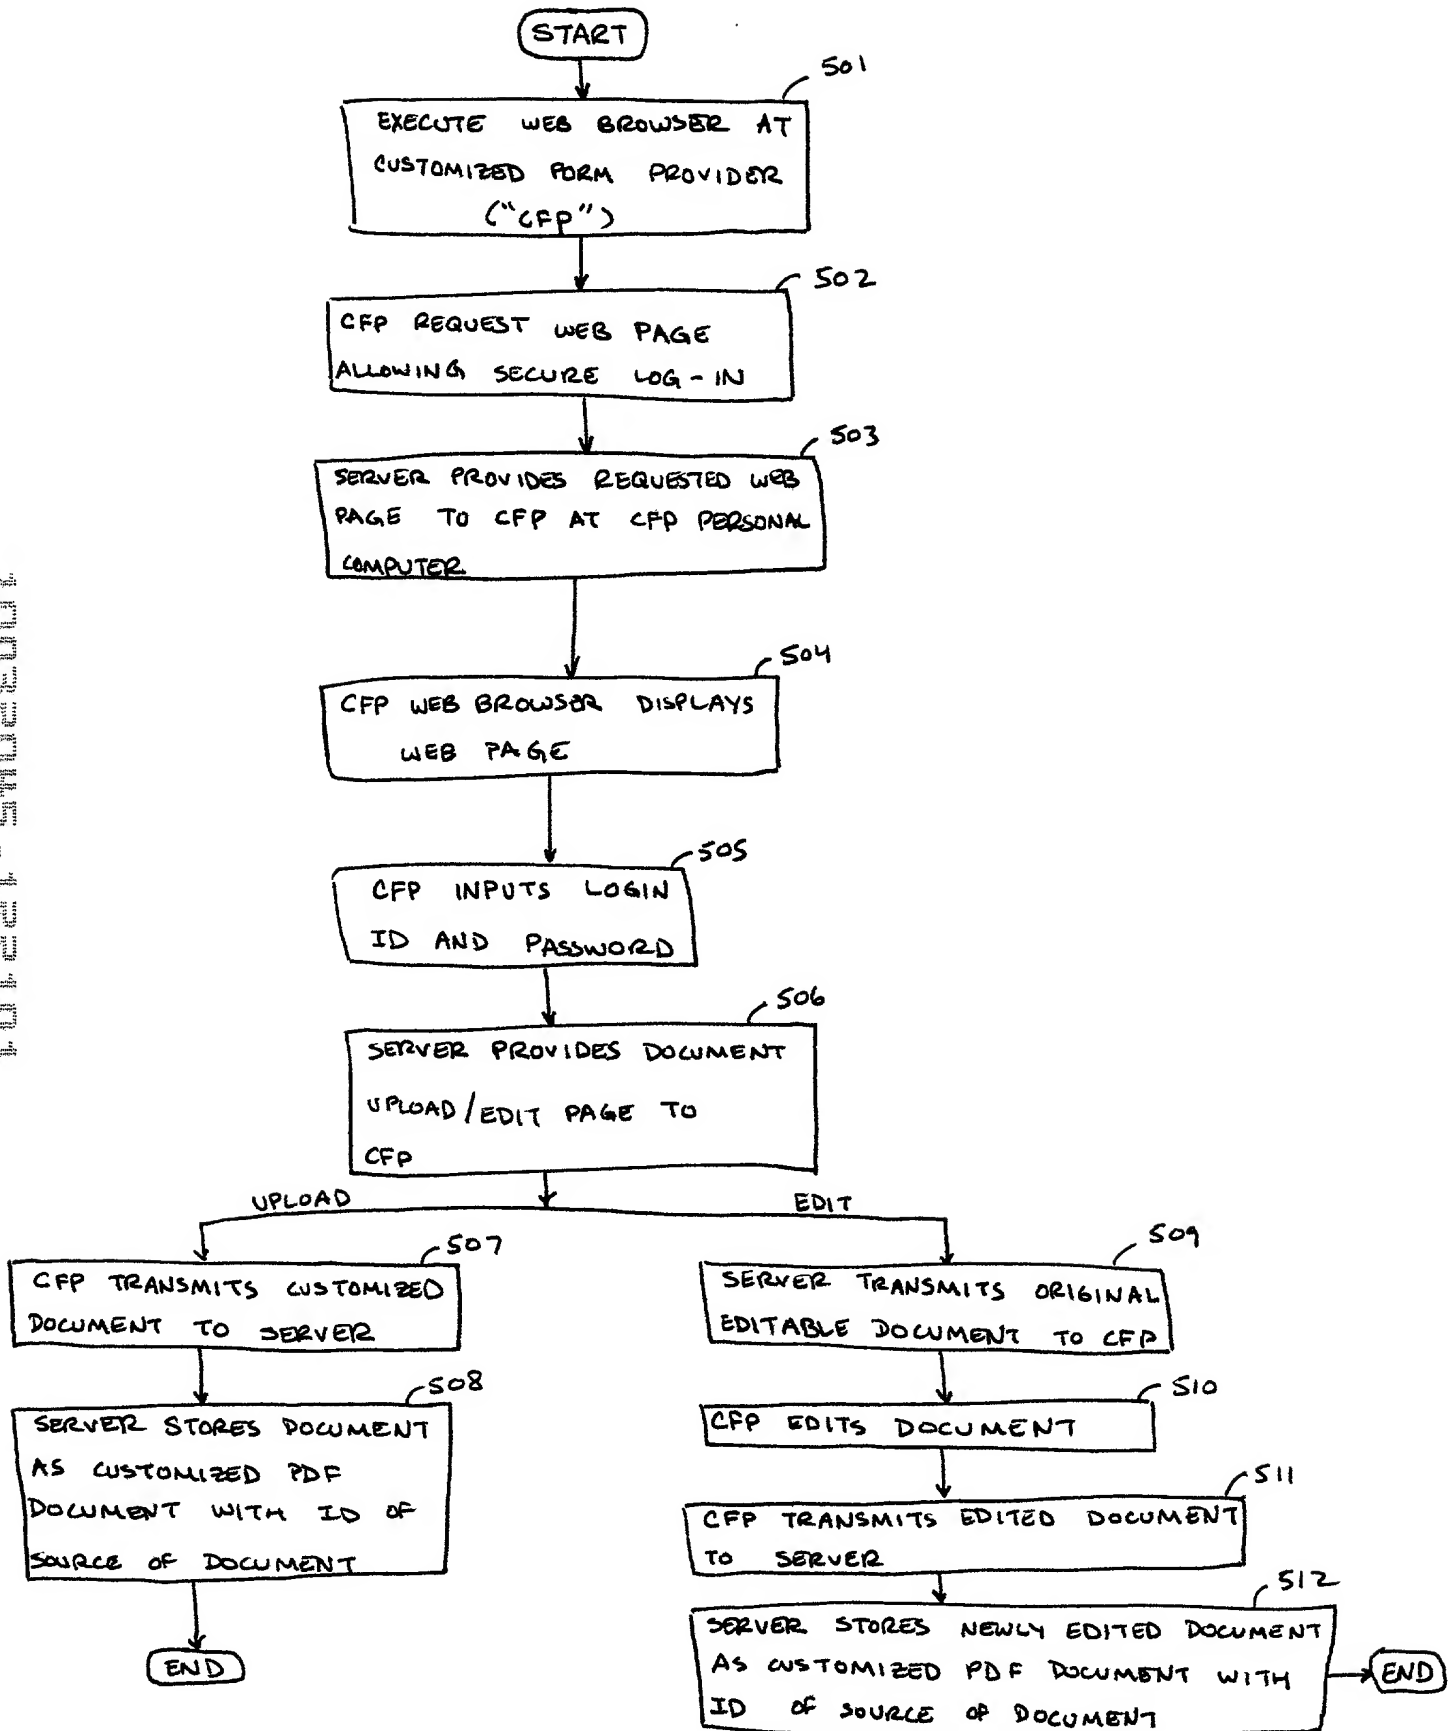 START
501
EXECUTE WEB BROWSER AT
CUSTOMIZED FORM PROVIDER
("CFP")
502
CFP REQUEST WEB PAGE
ALLOWING SECURE LOG-IN
503
SERVER PROVIDES REQUESTED WEB
PAGE TO CFP AT CFP PERSONAL
COMPUTER
504
CFP WEB BROWSER DISPLAYS
WEB PAGE
505
CFP INPUTS LOGIN
ID AND PASSWORD
506
SERVER PROVIDES DOCUMENT
UPLOAD/EDIT PAGE TO
CFP
UPLOAD
EDIT
507
CFP TRANSMITS CUSTOMIZED
DOCUMENT TO SERVER
508
SERVER STORES DOCUMENT
AS CUSTOMIZED PDF
DOCUMENT WITH ID OF
SOURCE OF DOCUMENT
END
509
SERVER TRANSMITS ORIGINAL
EDITABLE DOCUMENT TO CFP
510
CFP EDITS DOCUMENT
511
CFP TRANSMITS EDITED DOCUMENT
TO SERVER
512
SERVER STORES NEWLY EDITED DOCUMENT
AS CUSTOMIZED PDF DOCUMENT WITH
ID OF SOURCE OF DOCUMENT
END